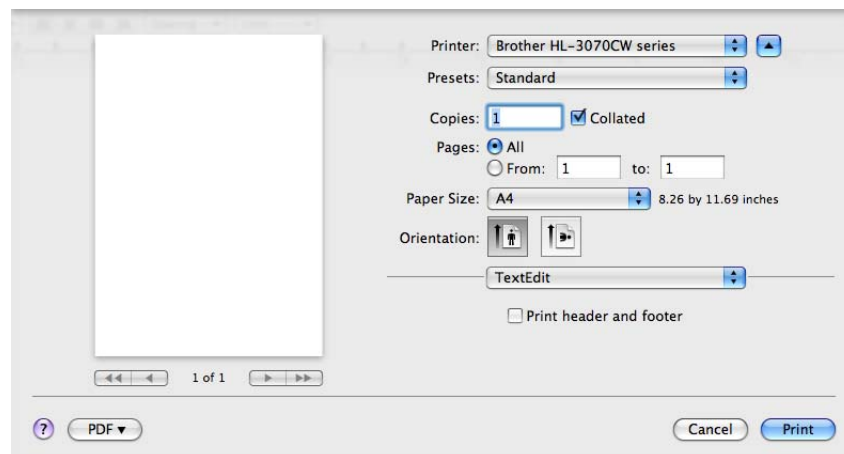 Printer: Brother HL-3070CW series
Presets: Standard
Copies: 1 Collated
Pages: All
From: 1 to: 1
Paper Size: A4 8.26 by 11.69 inches
Orientation:
TextEdit
Print header and footer
1 of 1
? PDF Cancel Print